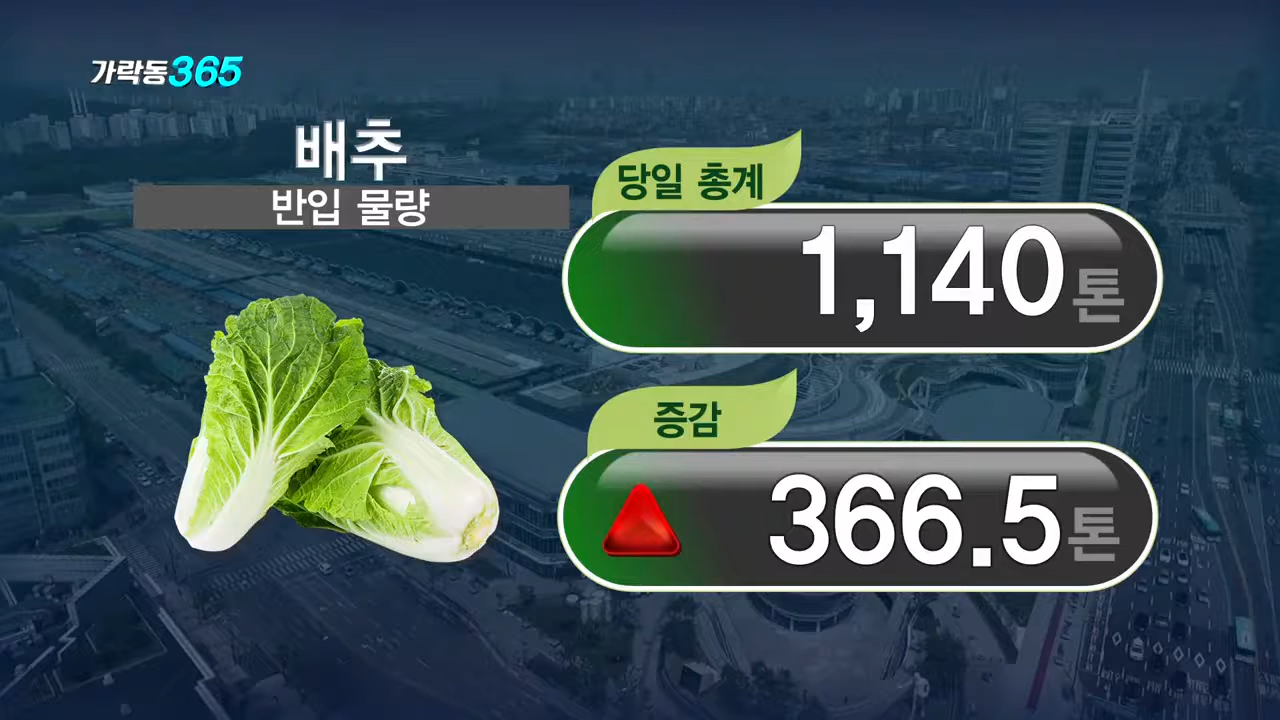 가락동365
배추
반입 물량
당일 총계
1,140톤
증감
▲ 366.5톤